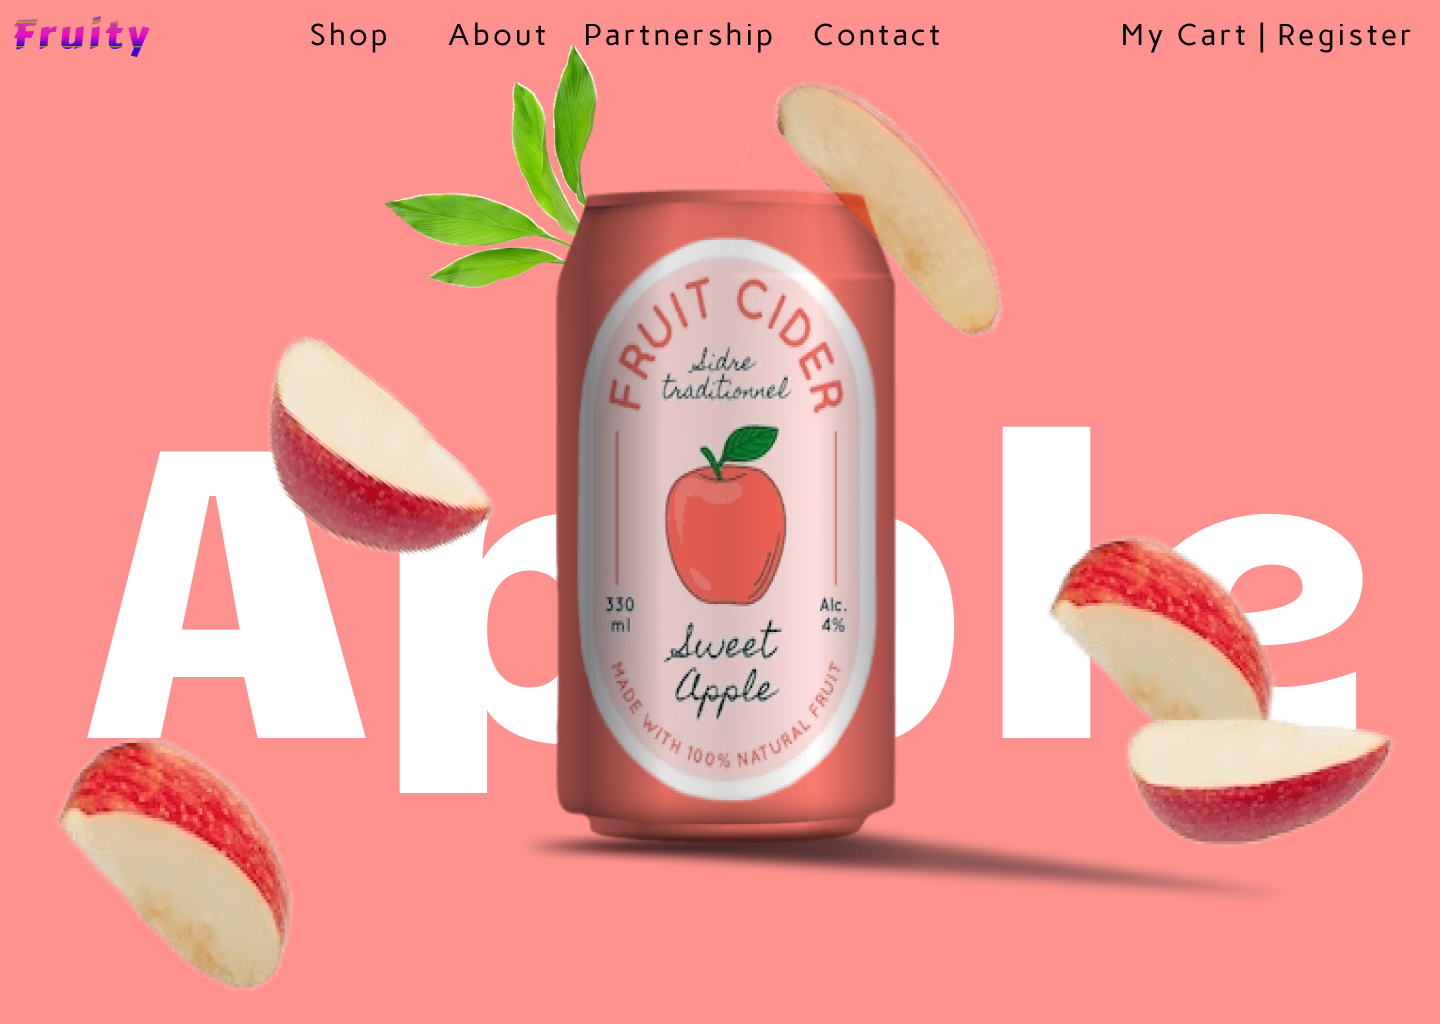 Fruity
Shop About Partnership Contact
My Cart | Register
FRUIT CIDER
Sidre
traditionnel
Apple
330
ml
Alc.
4%
Sweet
Apple
MADE WITH 100% NATURAL FRUIT